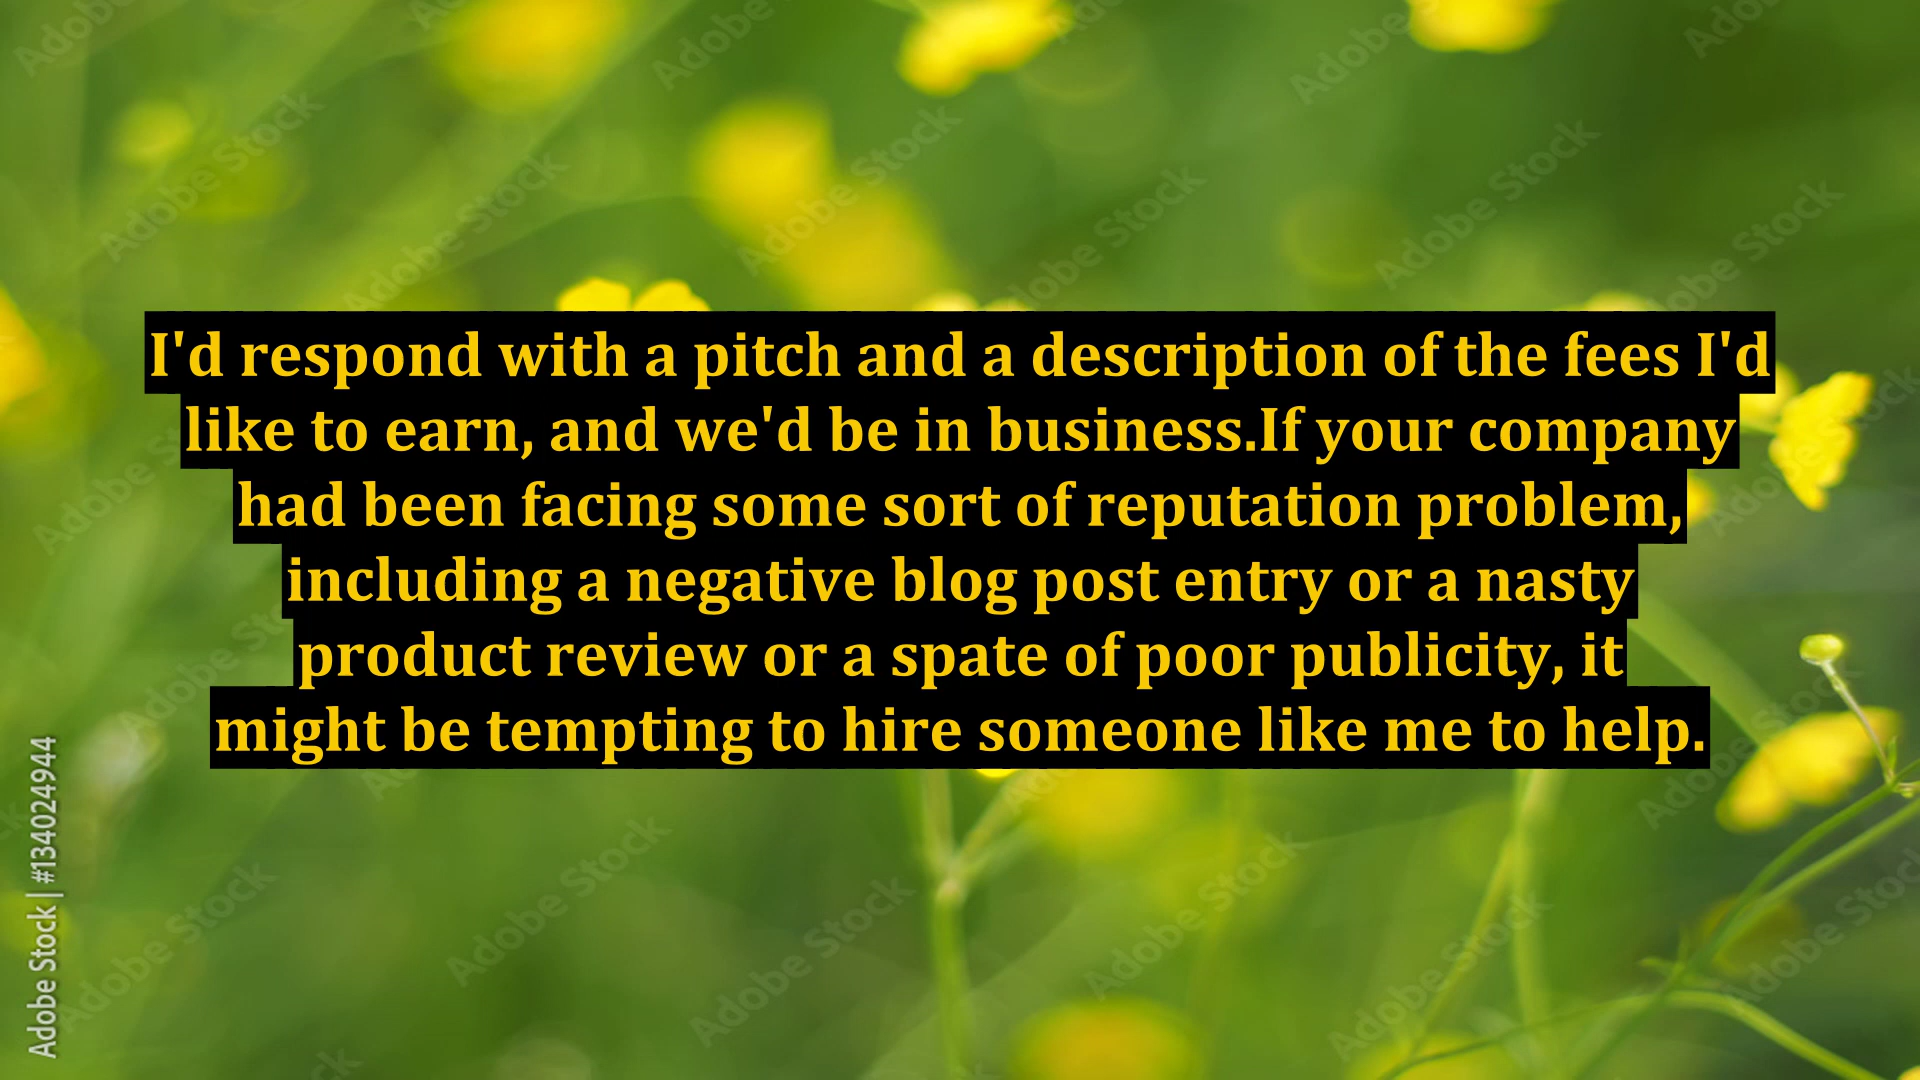 I'd respond with a pitch and a description of the fees I'd
like to earn, and we'd be in business.If your company
had been facing some sort of reputation problem,
including a negative blog post entry or a nasty
product review or a spate of poor publicity, it
might be tempting to hire someone like me to help.
Adobe Stock | #134024944